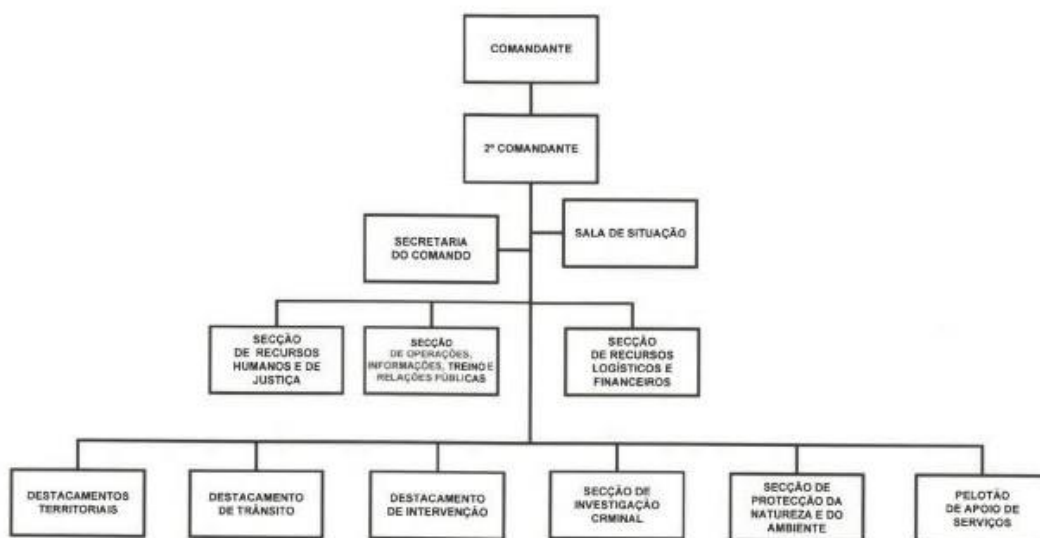 COMANDANTE
2º COMANDANTE
SECRETARIA
DO COMANDO
SALA DE SITUAÇÃO
SECÇÃO
DE RECURSOS
HUMANOS E DE
JUSTIÇA
SECÇÃO
DE OPERAÇÕES,
INFORMAÇÕES, TREINO E
RELAÇÕES PÚBLICAS
SECÇÃO
DE RECURSOS
LOGÍSTICOS E
FINANCEIROS
DESTACAMENTOS
TERRITORIAIS
DESTACAMENTO
DE TRÂNSITO
DESTACAMENTO
DE INTERVENÇÃO
SECÇÃO DE
INVESTIGAÇÃO
CRMINAL
SECÇÃO DE
PROTECÇÃO DA
NATUREZA E DO
AMBIENTE
PELOTÃO
DE APOIO DE
SERVIÇOS